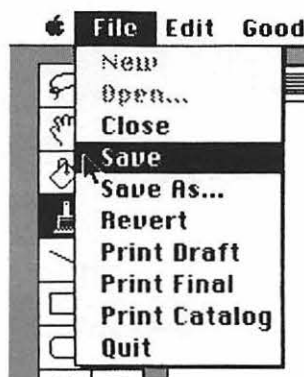 File Edit Good
New
Open...
Close
Save
Save As...
Revert
Print Draft
Print Final
Print Catalog
Quit